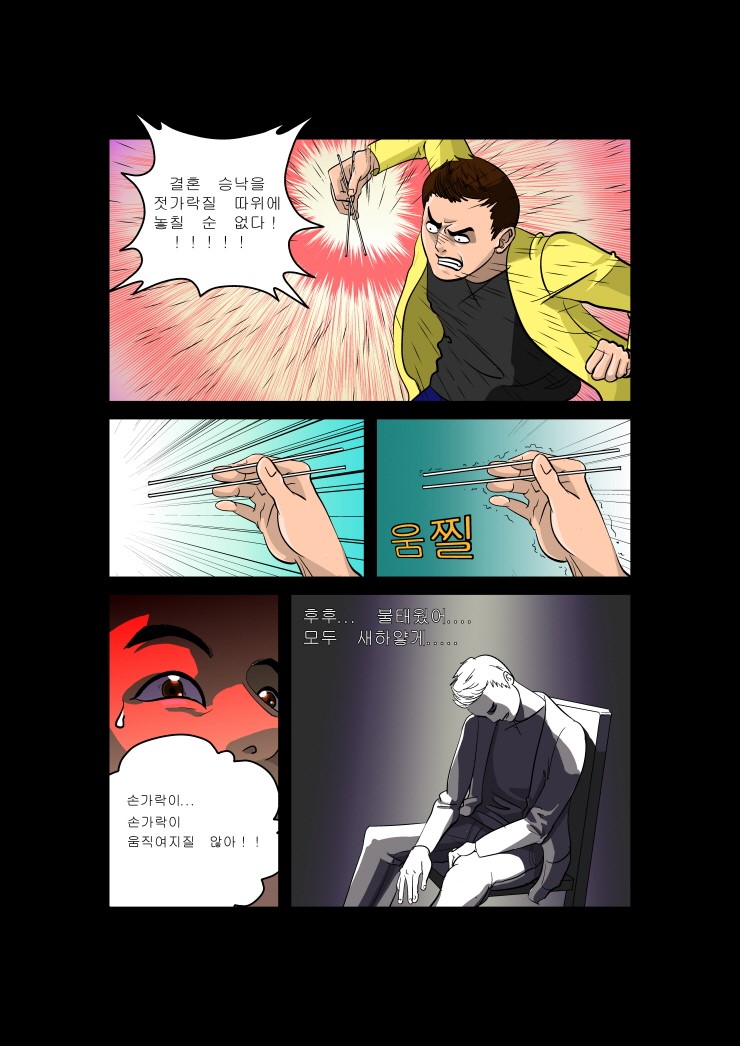 결혼 승낙을
젓가락질 따위에
놓칠 순 없다!
!!!!!
움찔
손가락이...
손가락이
움직여지질 않아!!
후후... 불태웠어....
모두 새하얗게.....